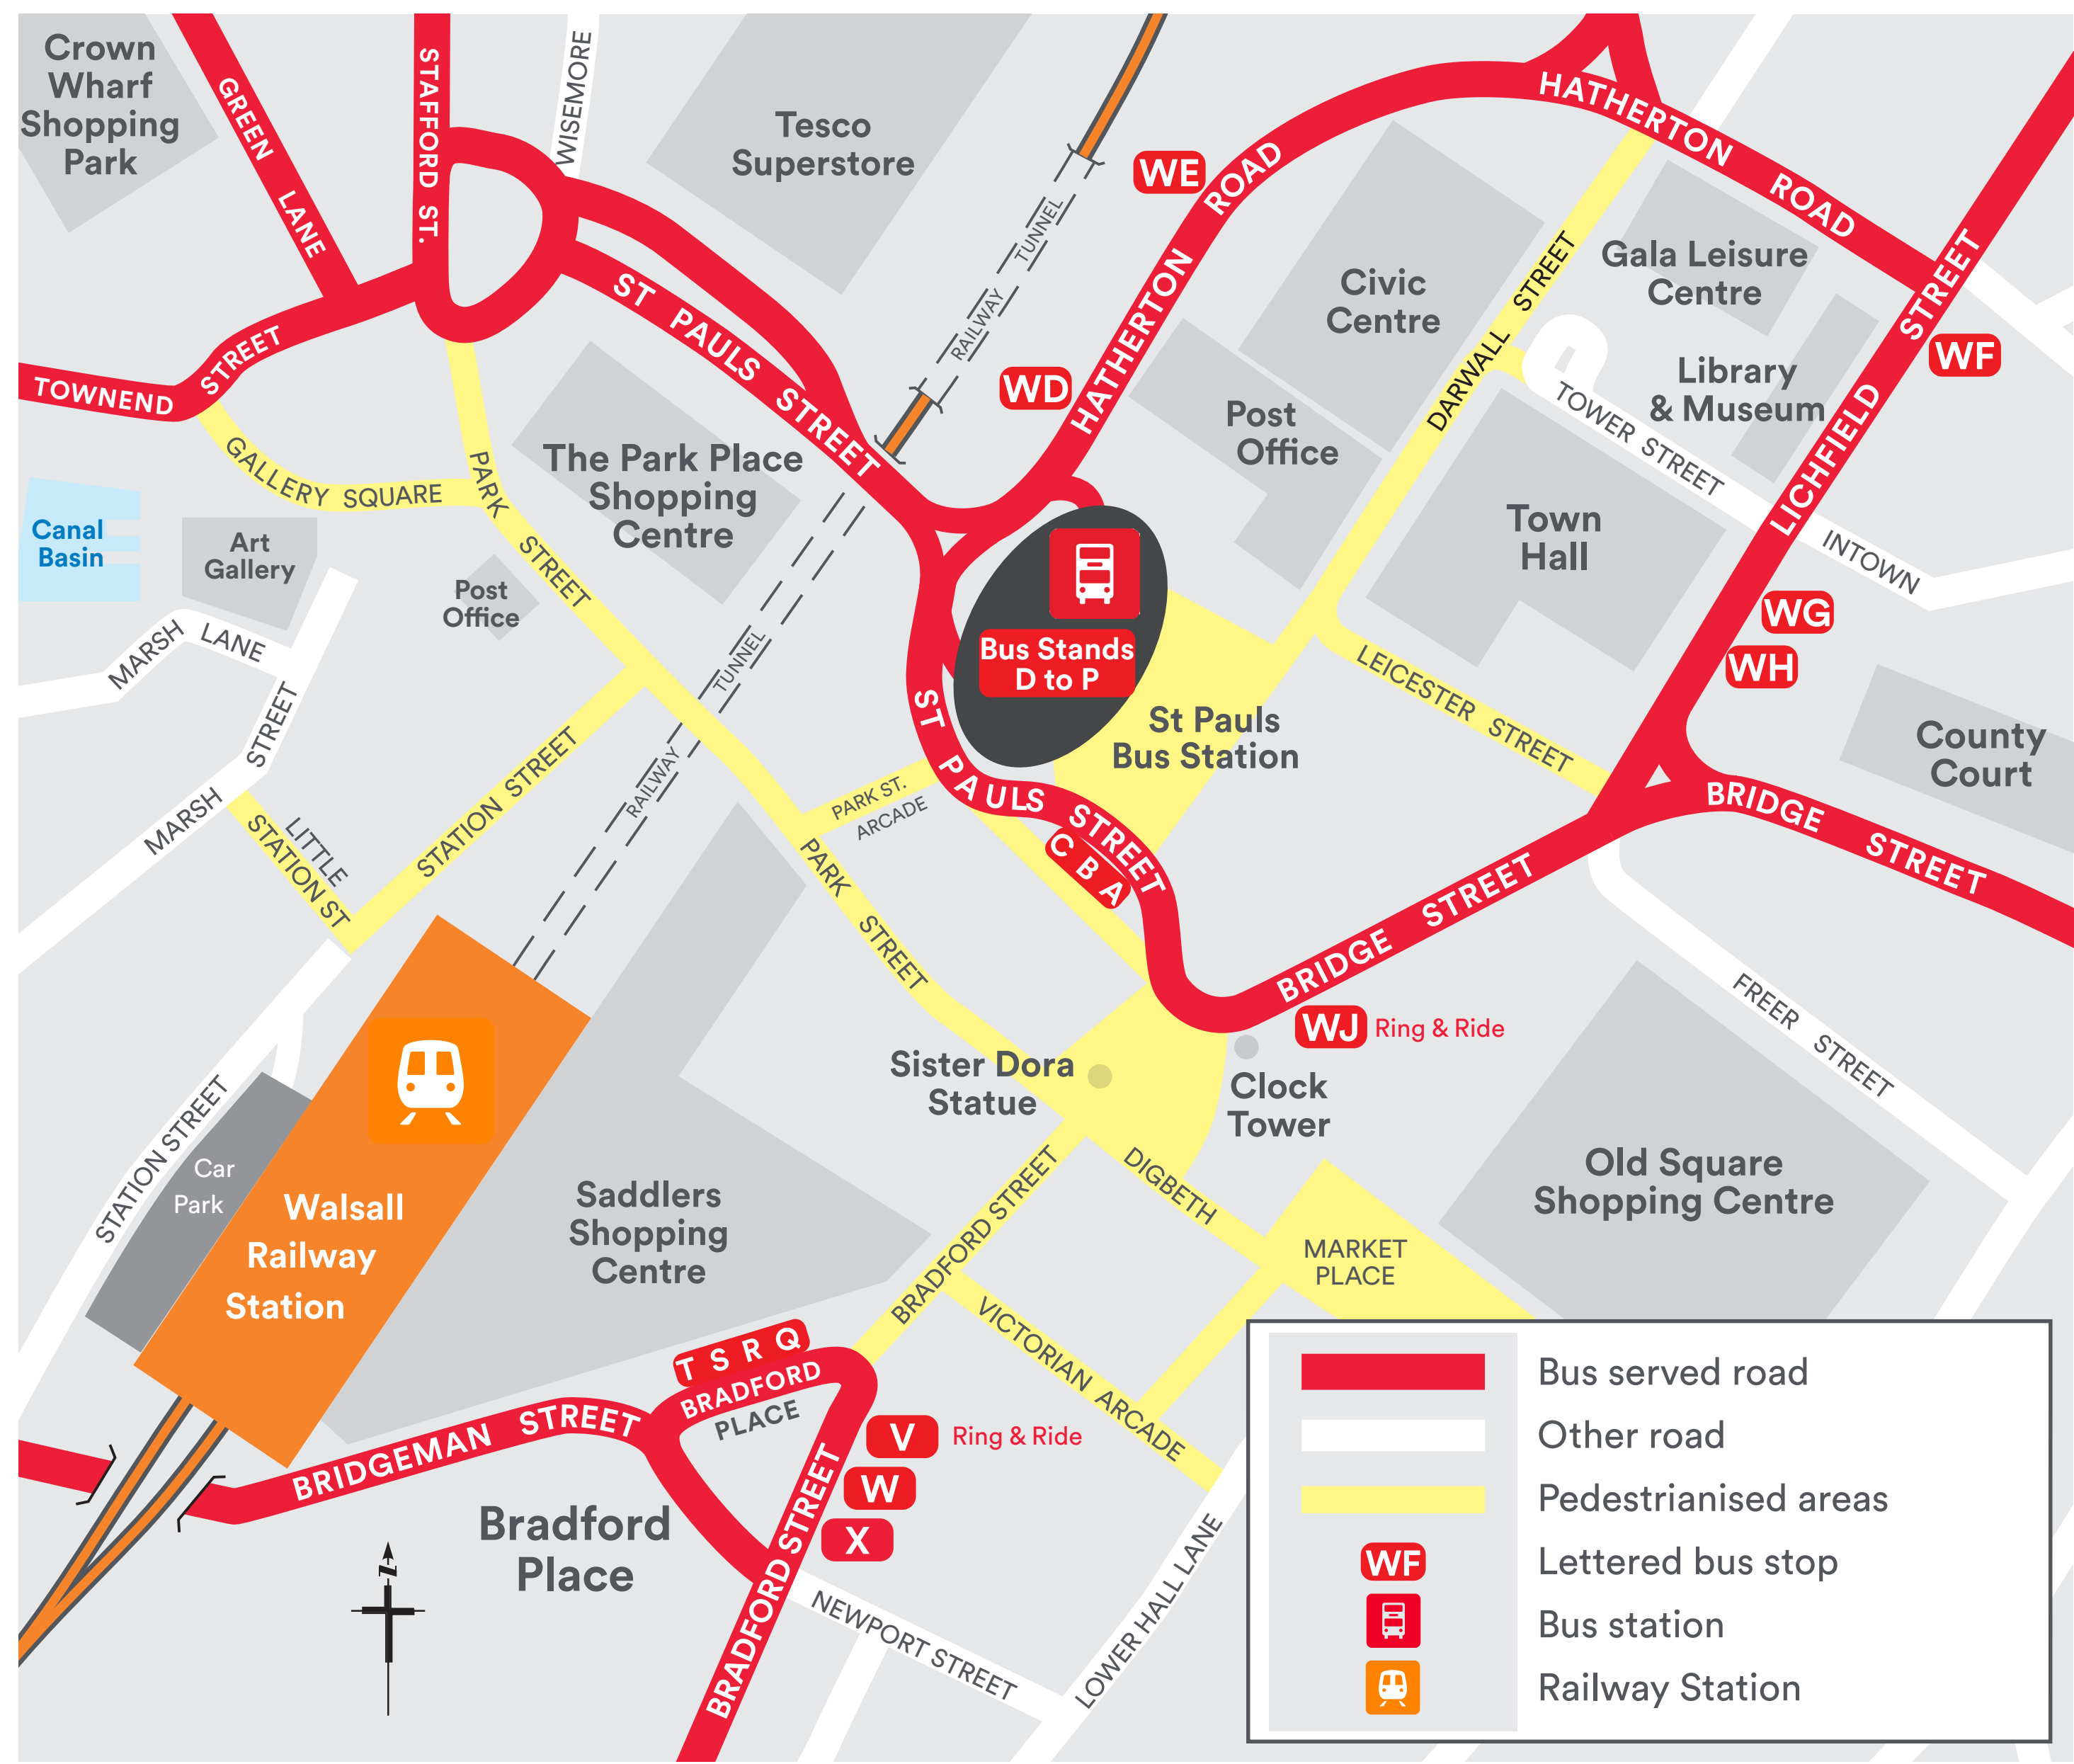 Crown
Wharf
Shopping
Park
GREEN LANE
STAFFORD ST.
WISEMORE
Tesco
Superstore
RAILWAY TUNNEL
WE
HATHERTON ROAD
HATHERTON ROAD
WD
Civic
Centre
DARWALL STREET
Gala Leisure
Centre
Library
& Museum
LICHFIELD STREET
WF
TOWNEND STREET
ST PAULS STREET
GALLERY SQUARE
PARK STREET
The Park Place
Shopping
Centre
Post
Office
TOWER STREET
Town
Hall
INTOWN
Canal
Basin
Art
Gallery
Post
Office
MARSH LANE
MARSH STREET
Bus Stands
D to P
St Pauls
Bus Station
LEICESTER STREET
WG
WH
County
Court
RAILWAY TUNNEL
STATION STREET
LITTLE
STATION ST
PARK ST.
ARCADE
ST PAULS STREET
C B A
BRIDGE STREET
BRIDGE STREET
PARK STREET
FREER STREET
WJ Ring & Ride
Sister Dora
Statue
Clock
Tower
STATION STREET
Car
Park
Walsall
Railway
Station
Saddlers
Shopping
Centre
BRADFORD STREET
DIGBETH
MARKET
PLACE
Old Square
Shopping Centre
VICTORIAN ARCADE
T S R Q
BRADFORD
PLACE
BRIDGEMAN STREET
V Ring & Ride
W
X
BRADFORD STREET
BRADFORD STREET
Bradford
Place
N
NEWPORT STREET
LOWER HALL LANE
Bus served road
Other road
Pedestrianised areas
WF Lettered bus stop
Bus station
Railway Station